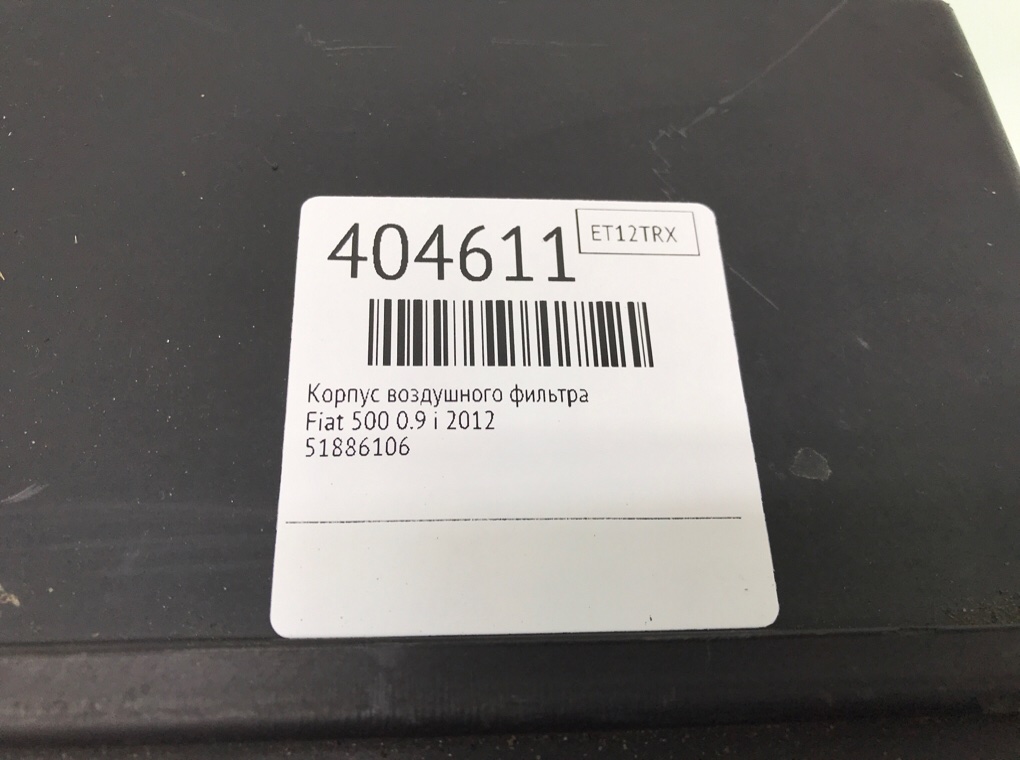 404611
ET12TRX
Корпус воздушного фильтра
Fiat 500 0.9 i 2012
51886106